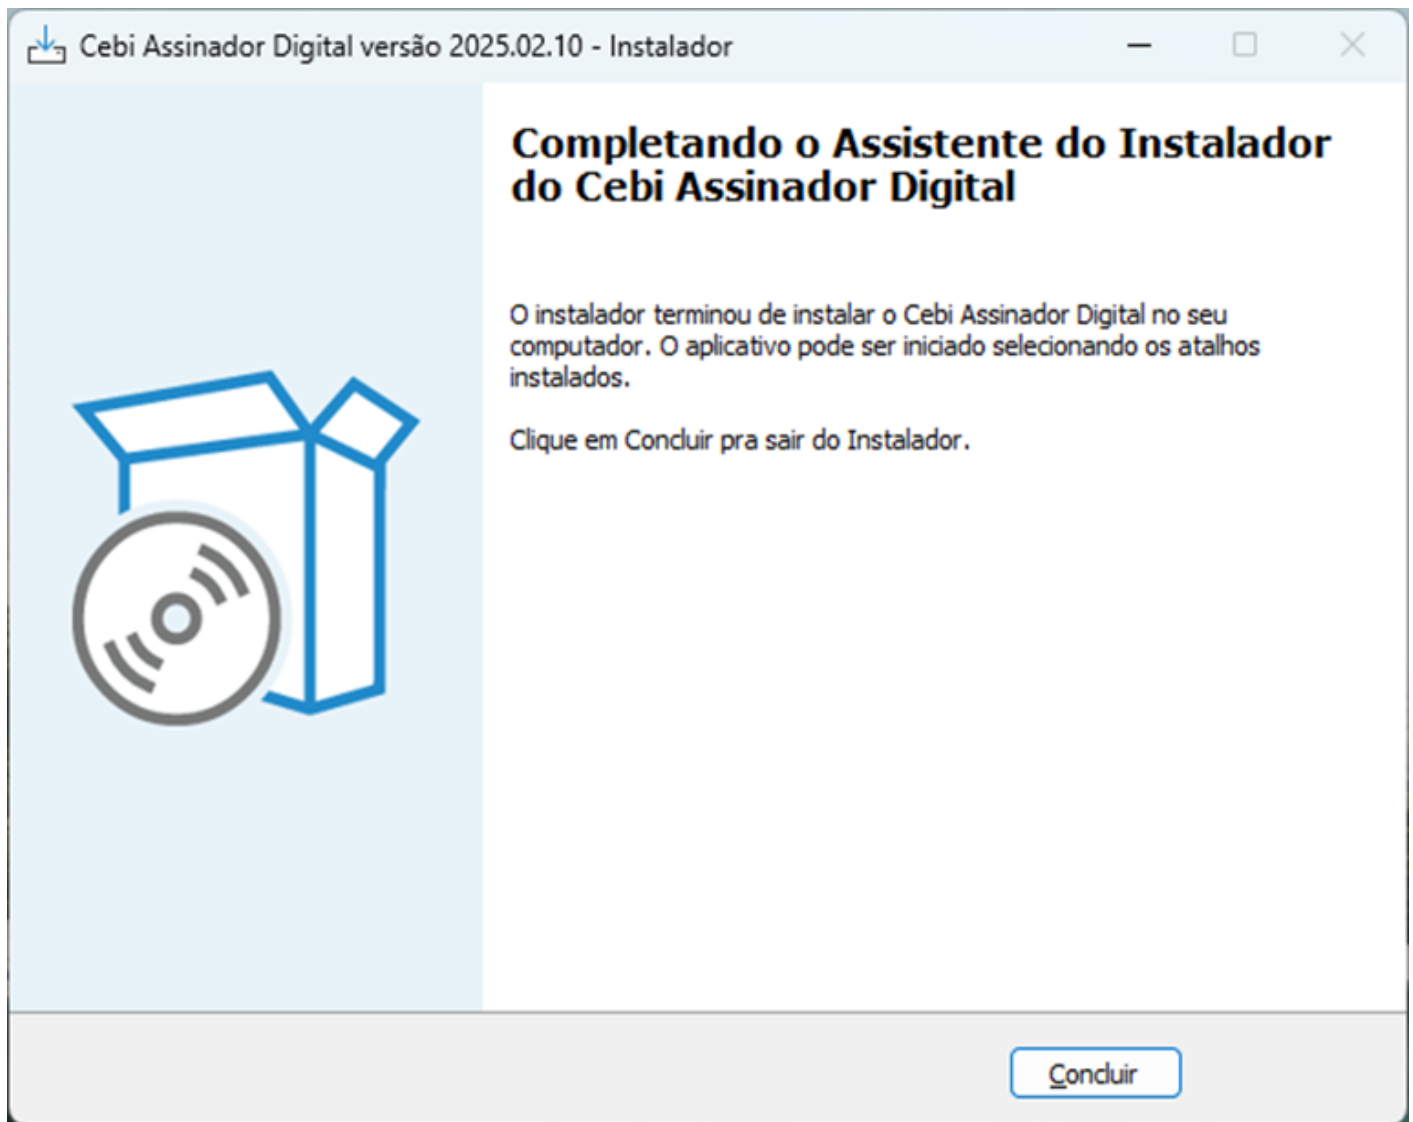 Cebi Assinador Digital versão 2025.02.10 - Instalador
Completando o Assistente do Instalador
do Cebi Assinador Digital
O instalador terminou de instalar o Cebi Assinador Digital no seu
computador. O aplicativo pode ser iniciado selecionando os atalhos
instalados.
Clique em Concluir pra sair do Instalador.
Concluir